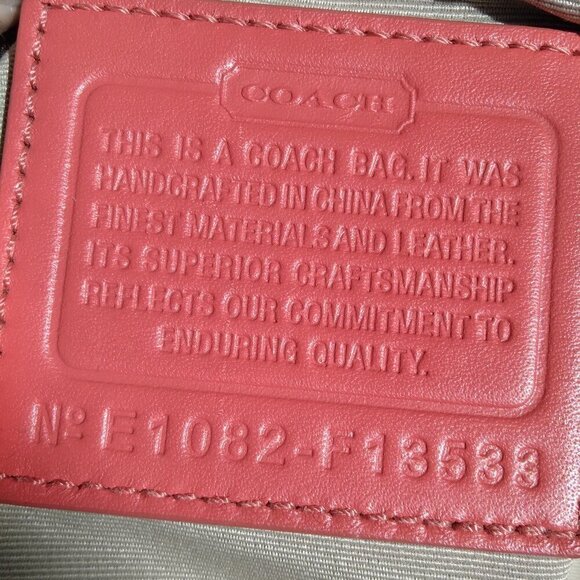 COACH
THIS IS A COACH BAG. IT WAS
HANDCRAFTED IN CHINA FROM THE
FINEST MATERIALS AND LEATHER.
ITS SUPERIOR CRAFTSMANSHIP
REFLECTS OUR COMMITMENT TO
ENDURING QUALITY.
Nº E1082-F13533